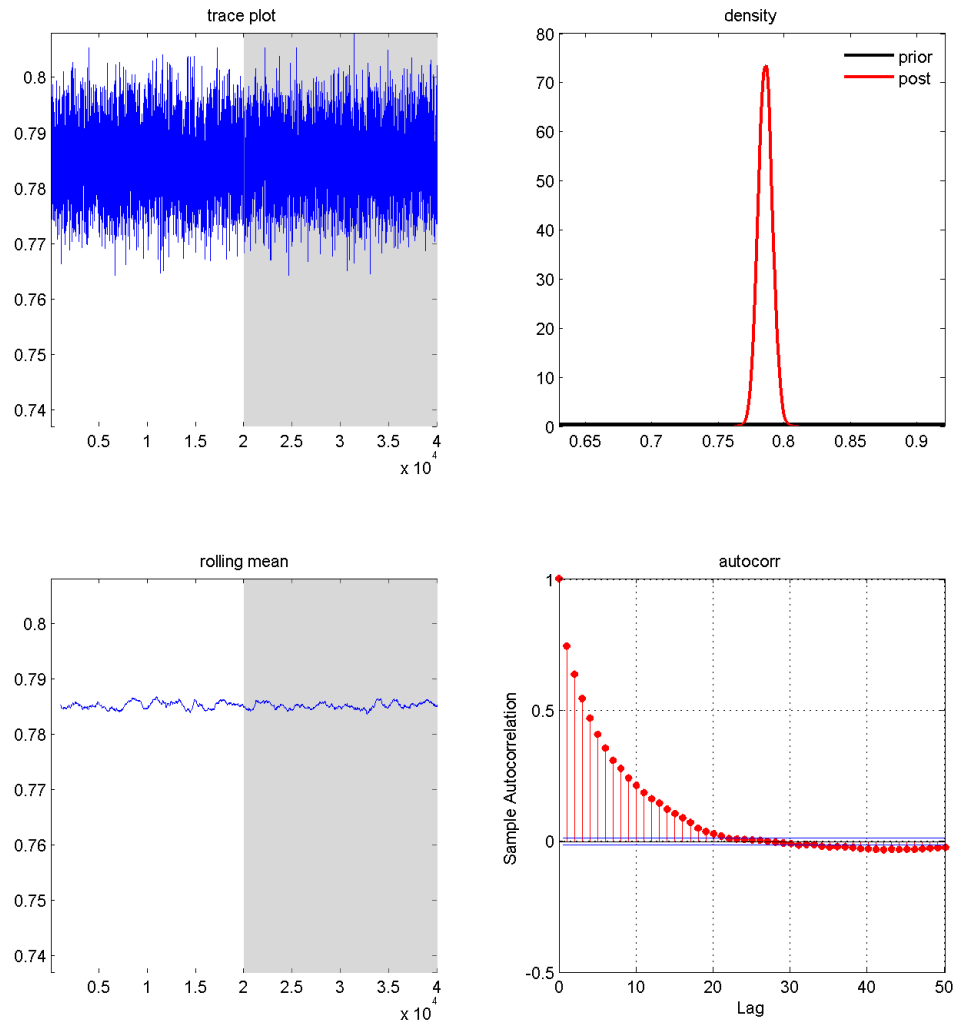 trace plot
0.8
0.79
0.78
0.77
0.76
0.75
0.74
0.5 1 1.5 2 2.5 3 3.5 4
x 10^4
density
80
70
60
50
40
30
20
10
0
prior
post
0.65 0.7 0.75 0.8 0.85 0.9
rolling mean
0.8
0.79
0.78
0.77
0.76
0.75
0.74
0.5 1 1.5 2 2.5 3 3.5 4
x 10^4
autocorr
Sample Autocorrelation
1
0.5
0
-0.5
0 10 20 30 40 50
Lag